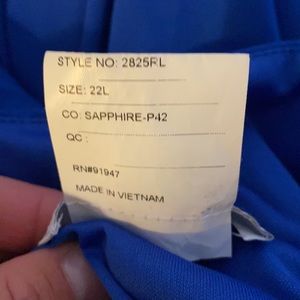 STYLE NO: 2825RL
SIZE: 22L
CO: SAPPHIRE-P42
QC :
RN#91947
MADE IN VIETNAM